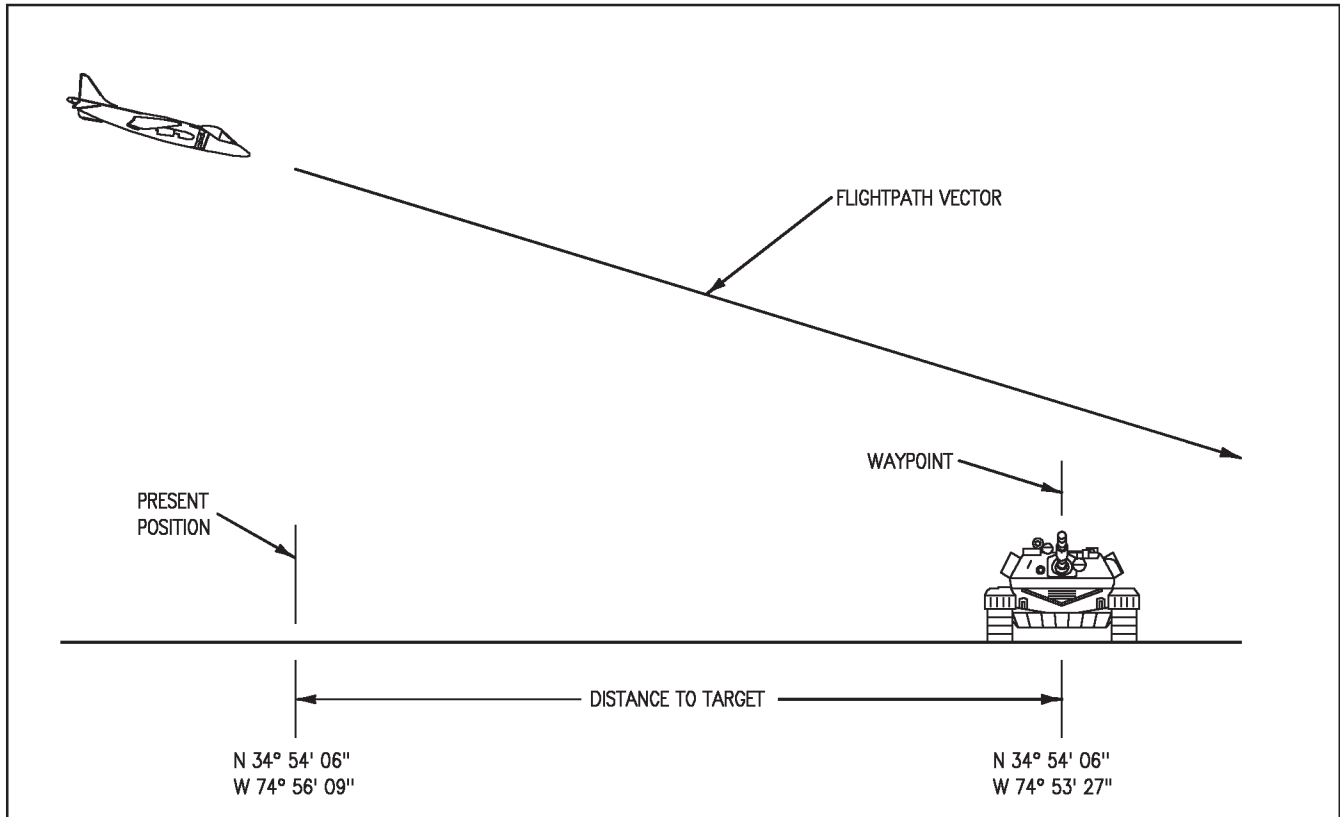 FLIGHTPATH VECTOR
WAYPOINT
PRESENT
POSITION
DISTANCE TO TARGET
N 34° 54' 06"
W 74° 56' 09"
N 34° 54' 06"
W 74° 53' 27"